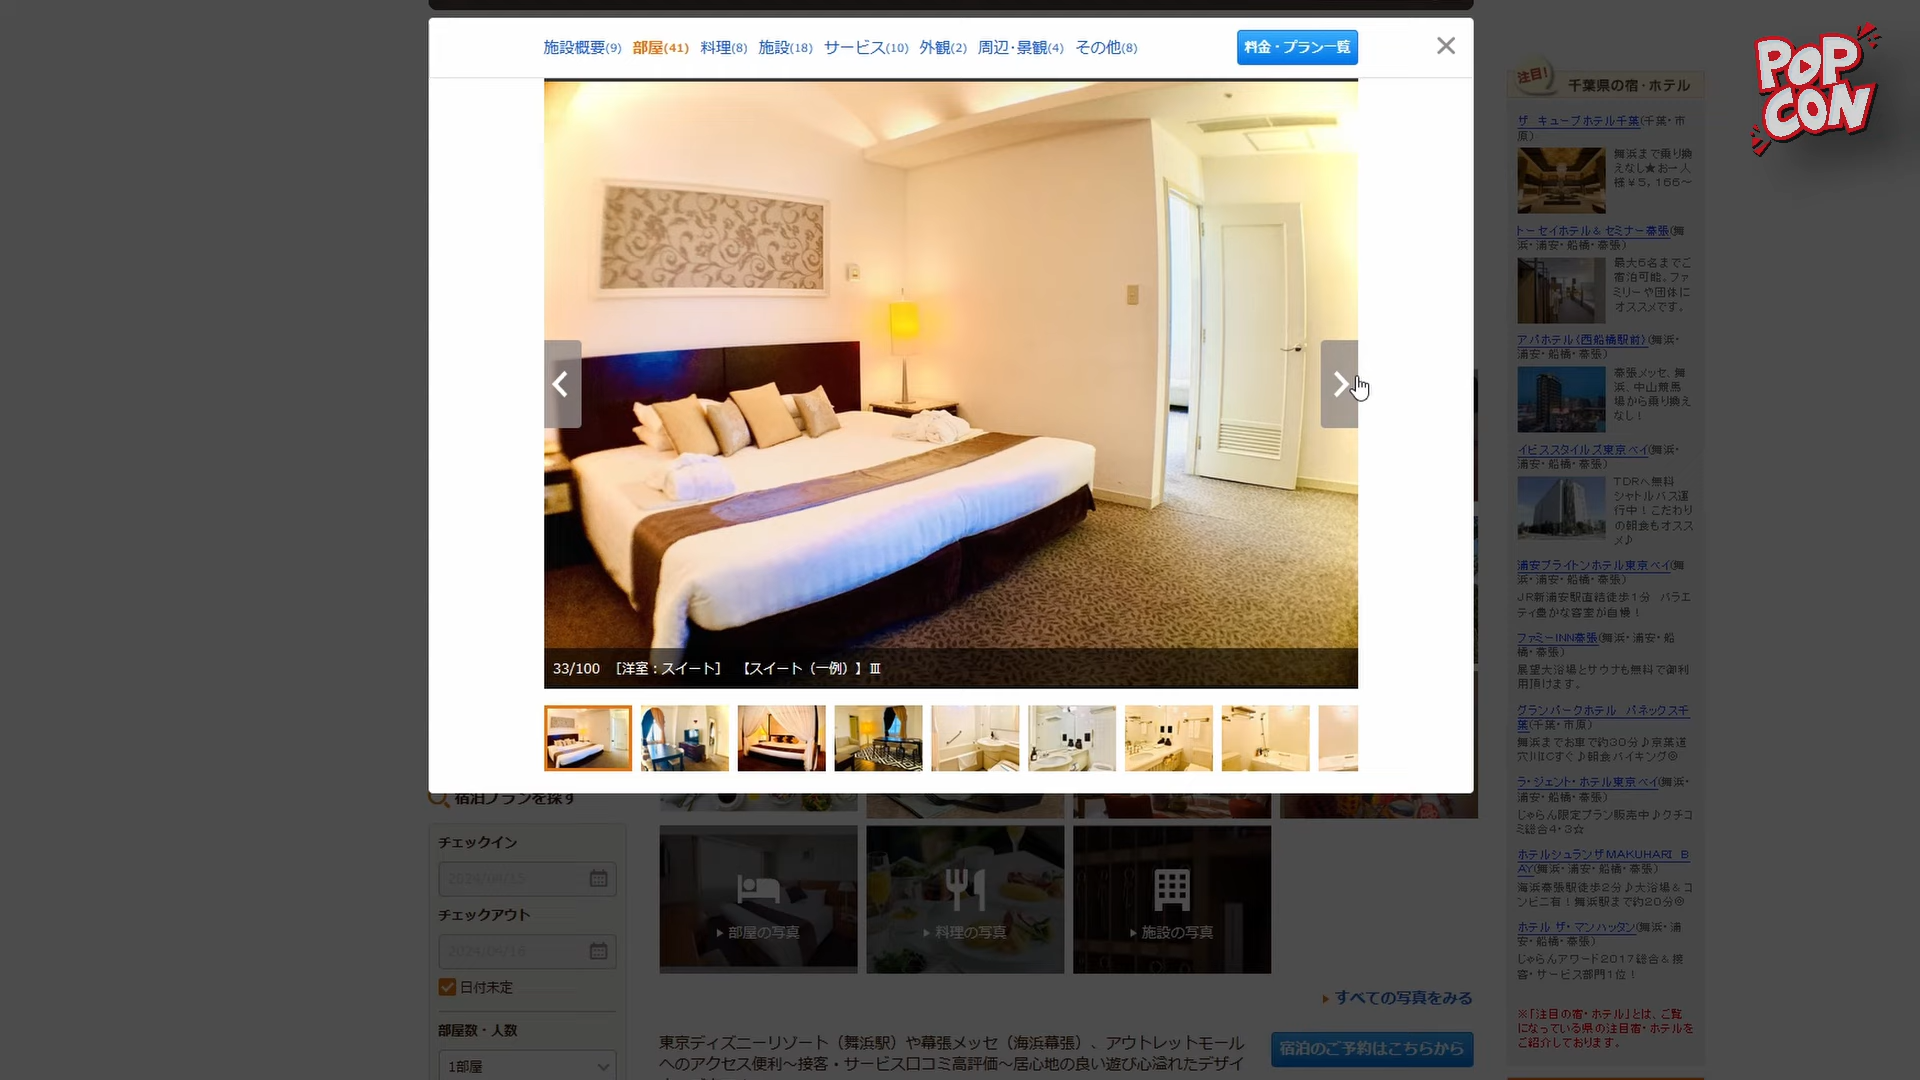 施設概要(9) 部屋(41) 料理(8) 施設(18) サービス(10) 外観(2) 周辺・景観(4) その他(8)
料金・プラン一覧
33/100 [洋室:スイート] 【スイート(一例)】Ⅲ
宿泊プランを探す
チェックイン
2024/04/15
チェックアウト
2024/04/16
日付未定
部屋数・人数
1部屋
部屋の写真
料理の写真
施設の写真
すべての写真をみる
東京ディズニーリゾート(舞浜駅)や幕張メッセ(海浜幕張)、アウトレットモール
へのアクセス便利~接客・サービス口コミ高評価~居心地の良い遊び心溢れたデザイ
宿泊のご予約はこちらから
注目!
千葉県の宿・ホテル
ザ キューブホテル千葉(千葉・市
原)
舞浜まで乗り換
えなし★お一人
様¥5,166~
トーセイホテル&セミナー幕張(舞
浜・浦安・船橋・幕張)
最大6名までご
宿泊可能。ファ
ミリーや団体に
オススメです。
アパホテル〈西船橋駅前〉(舞浜・
浦安・船橋・幕張)
幕張メッセ、舞
浜、中山競馬
場から乗り換え
なし!
イビススタイルズ東京ベイ(舞浜・
浦安・船橋・幕張)
TDRへ無料
シャトルバス運
行中!こだわり
の朝食もオスス
メ♪
浦安ブライトンホテル東京ベイ(舞
浜・浦安・船橋・幕張)
JR新浦安駅直結徒歩1分 バラエ
ティ豊かな客室が自慢!
ファミーINN幕張(舞浜・浦安・船
橋・幕張)
展望大浴場とサウナも無料で御利
用頂けます。
グランパークホテル パネックス千
葉(千葉・市原)
舞浜までお車で約30分♪京葉道
穴川ICすぐ♪朝食バイキング◎
ラ・ジェント・ホテル東京ベイ(舞浜・
浦安・船橋・幕張)
じゃらん限定プラン販売中♪クチコ
ミ総合4・3☆
ホテルシュランザMAKUHARI B
AY(舞浜・浦安・船橋・幕張)
海浜幕張駅徒歩2分♪大浴場&コ
ンビニ有!舞浜駅まで約20分◎
ホテル ザ・マンハッタン(舞浜・浦
安・船橋・幕張)
じゃらんアワード2017総合&接
客・サービス部門1位!
※「注目の宿・ホテル」とは、ご覧
になっている県の注目宿・ホテルを
ご紹介しております。
POP
CON